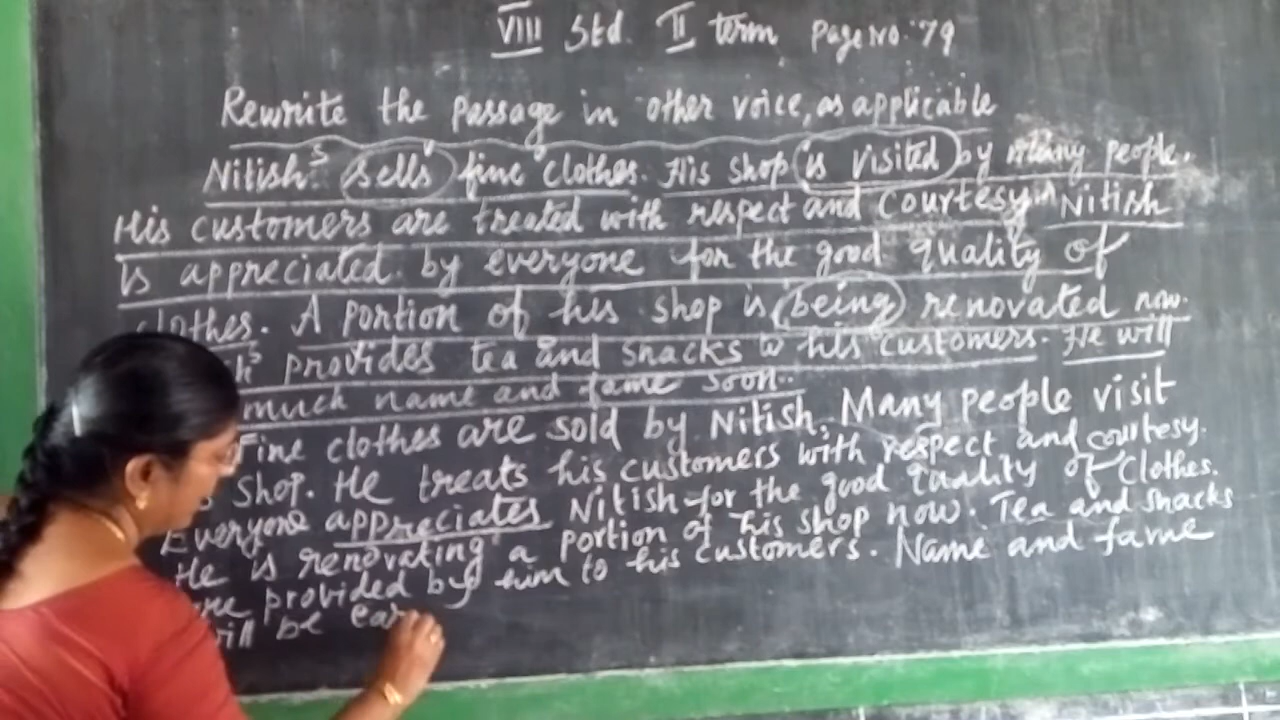 VIII Std. II term Page No. 79
Rewrite the passage in other voice, as applicable
Nitish s sells fine clothes. His shop is visited by many people.
His customers are treated with respect and courtesy. Nitish
is appreciated by everyone for the good quality of
clothes. A portion of his shop is being renovated now.
s provides tea and snacks to his customers. He will
much name and fame soon.
Fine clothes are sold by Nitish. Many people visit
shop. He treats his customers with respect and courtesy.
Everyone appreciates Nitish for the good quality of clothes.
He is renovating a portion of his shop now. Tea and snacks
are provided by him to his customers. Name and fame
will be ear